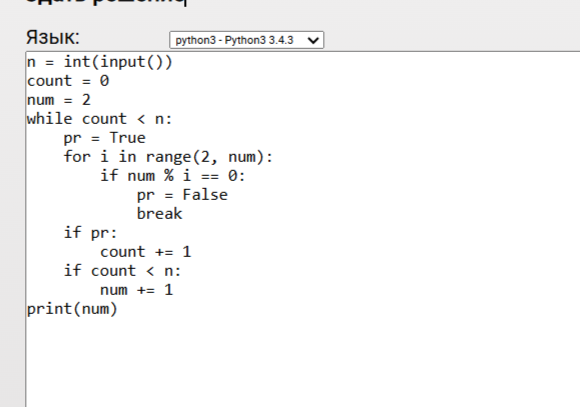 Язык:
python3 - Python3 3.4.3
n = int(input())
count = 0
num = 2
while count < n:
    pr = True
    for i in range(2, num):
        if num % i == 0:
            pr = False
            break
    if pr:
        count += 1
    if count < n:
        num += 1
print(num)